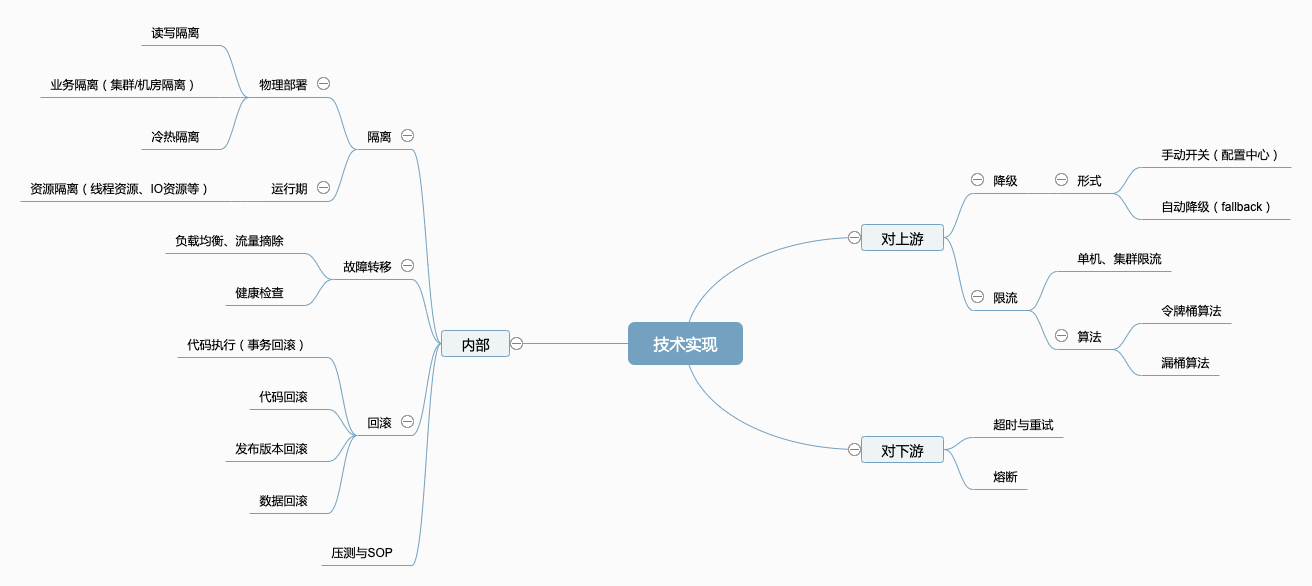 技术实现
内部
隔离
物理部署
读写隔离
业务隔离（集群/机房隔离）
冷热隔离
运行期
资源隔离（线程资源、IO资源等）
故障转移
负载均衡、流量摘除
健康检查
回滚
代码执行（事务回滚）
代码回滚
发布版本回滚
数据回滚
压测与SOP
对上游
降级
形式
手动开关（配置中心）
自动降级（fallback）
限流
单机、集群限流
算法
令牌桶算法
漏桶算法
对下游
超时与重试
熔断